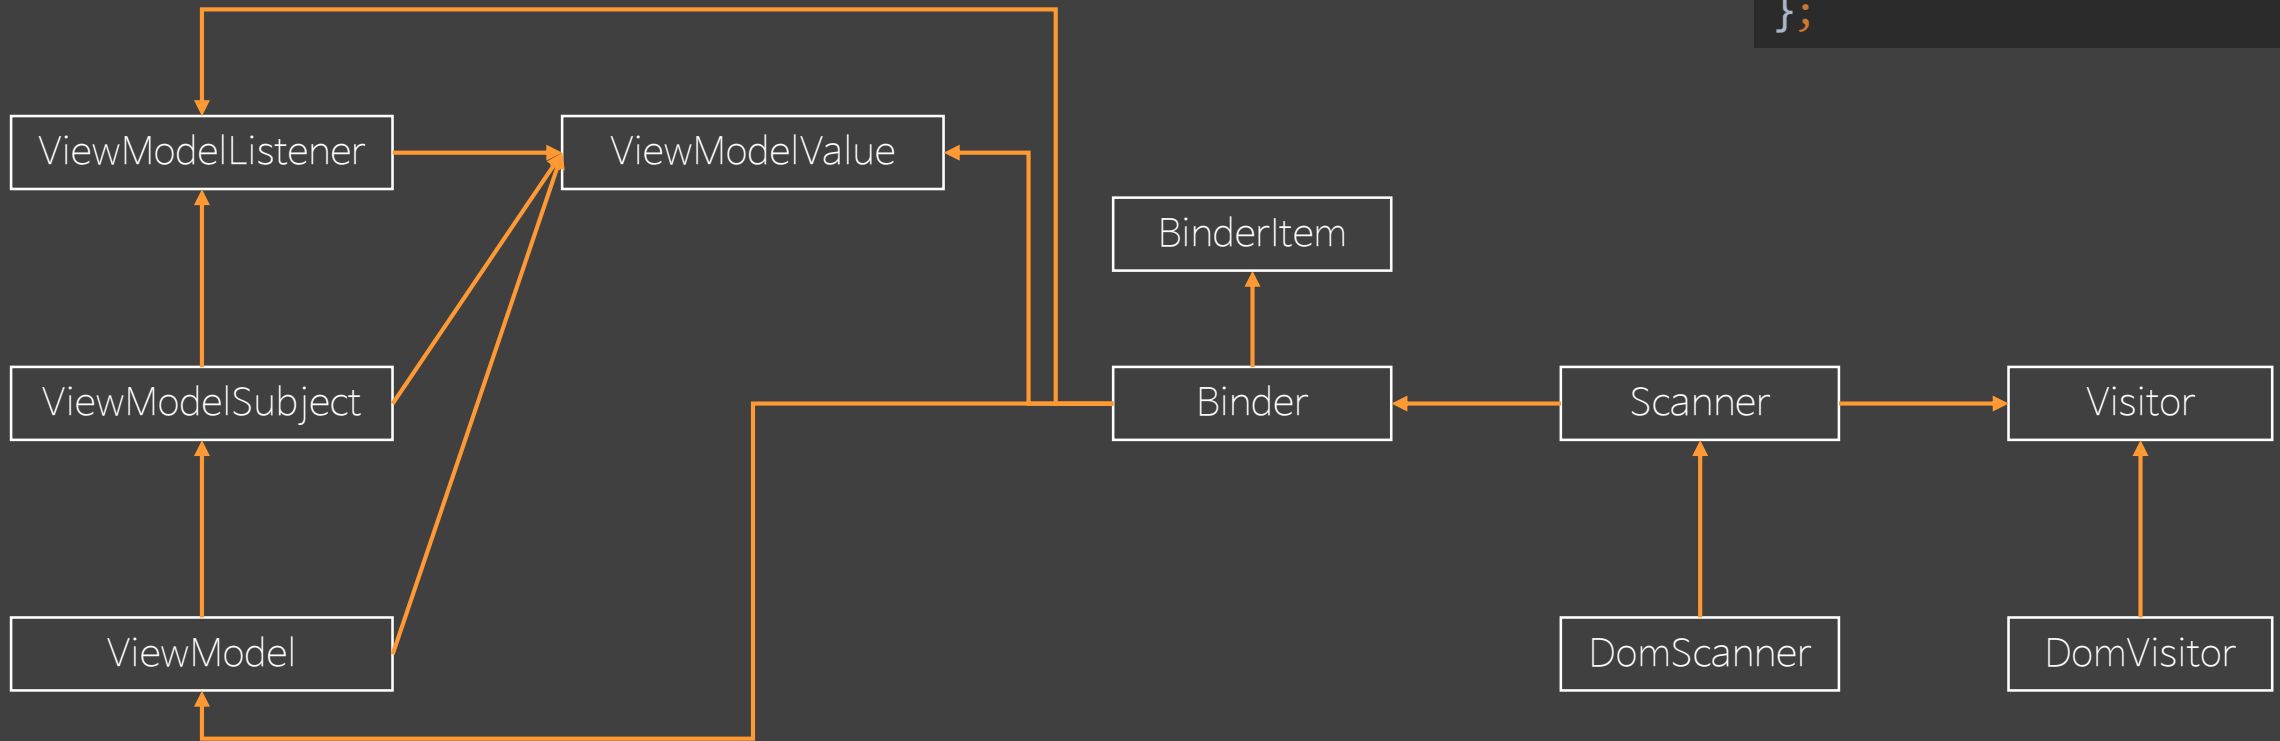 };
ViewModelListener
ViewModelValue
BinderItem
ViewModelSubject
Binder
Scanner
Visitor
ViewModel
DomScanner
DomVisitor